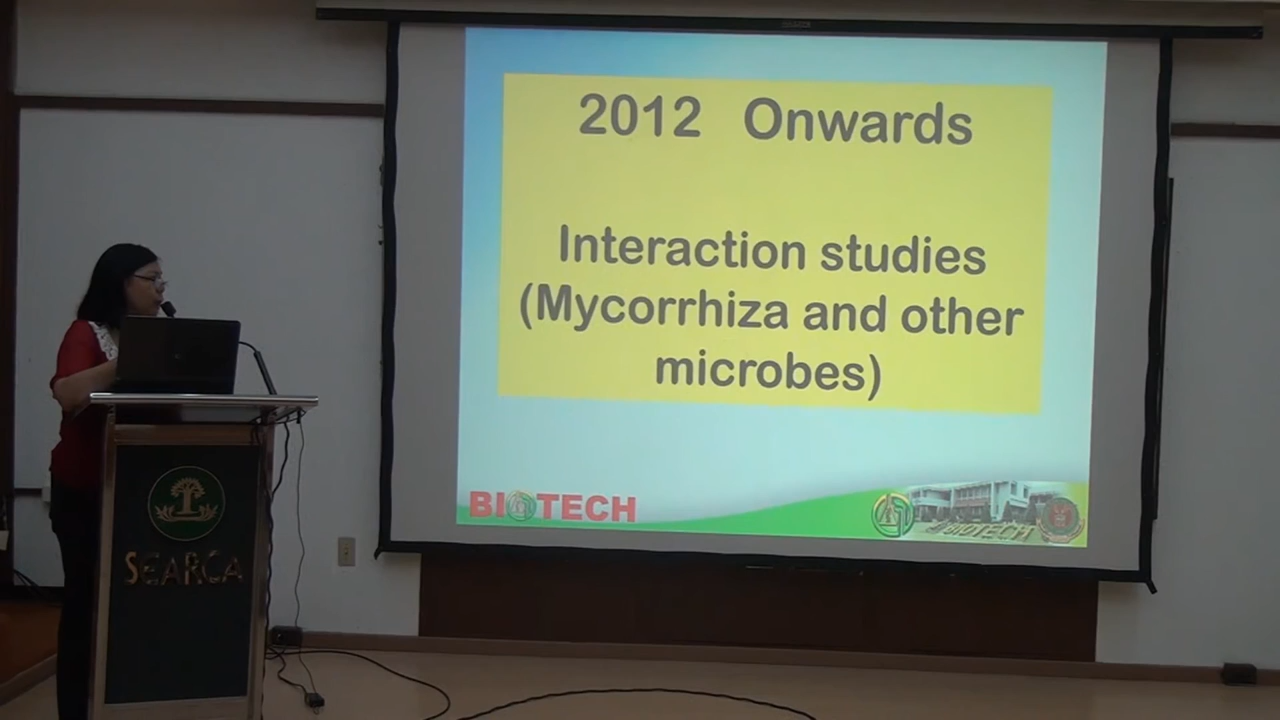 2012 Onwards
Interaction studies
(Mycorrhiza and other
microbes)
BIOTECH
BIOTECH
SEARCA